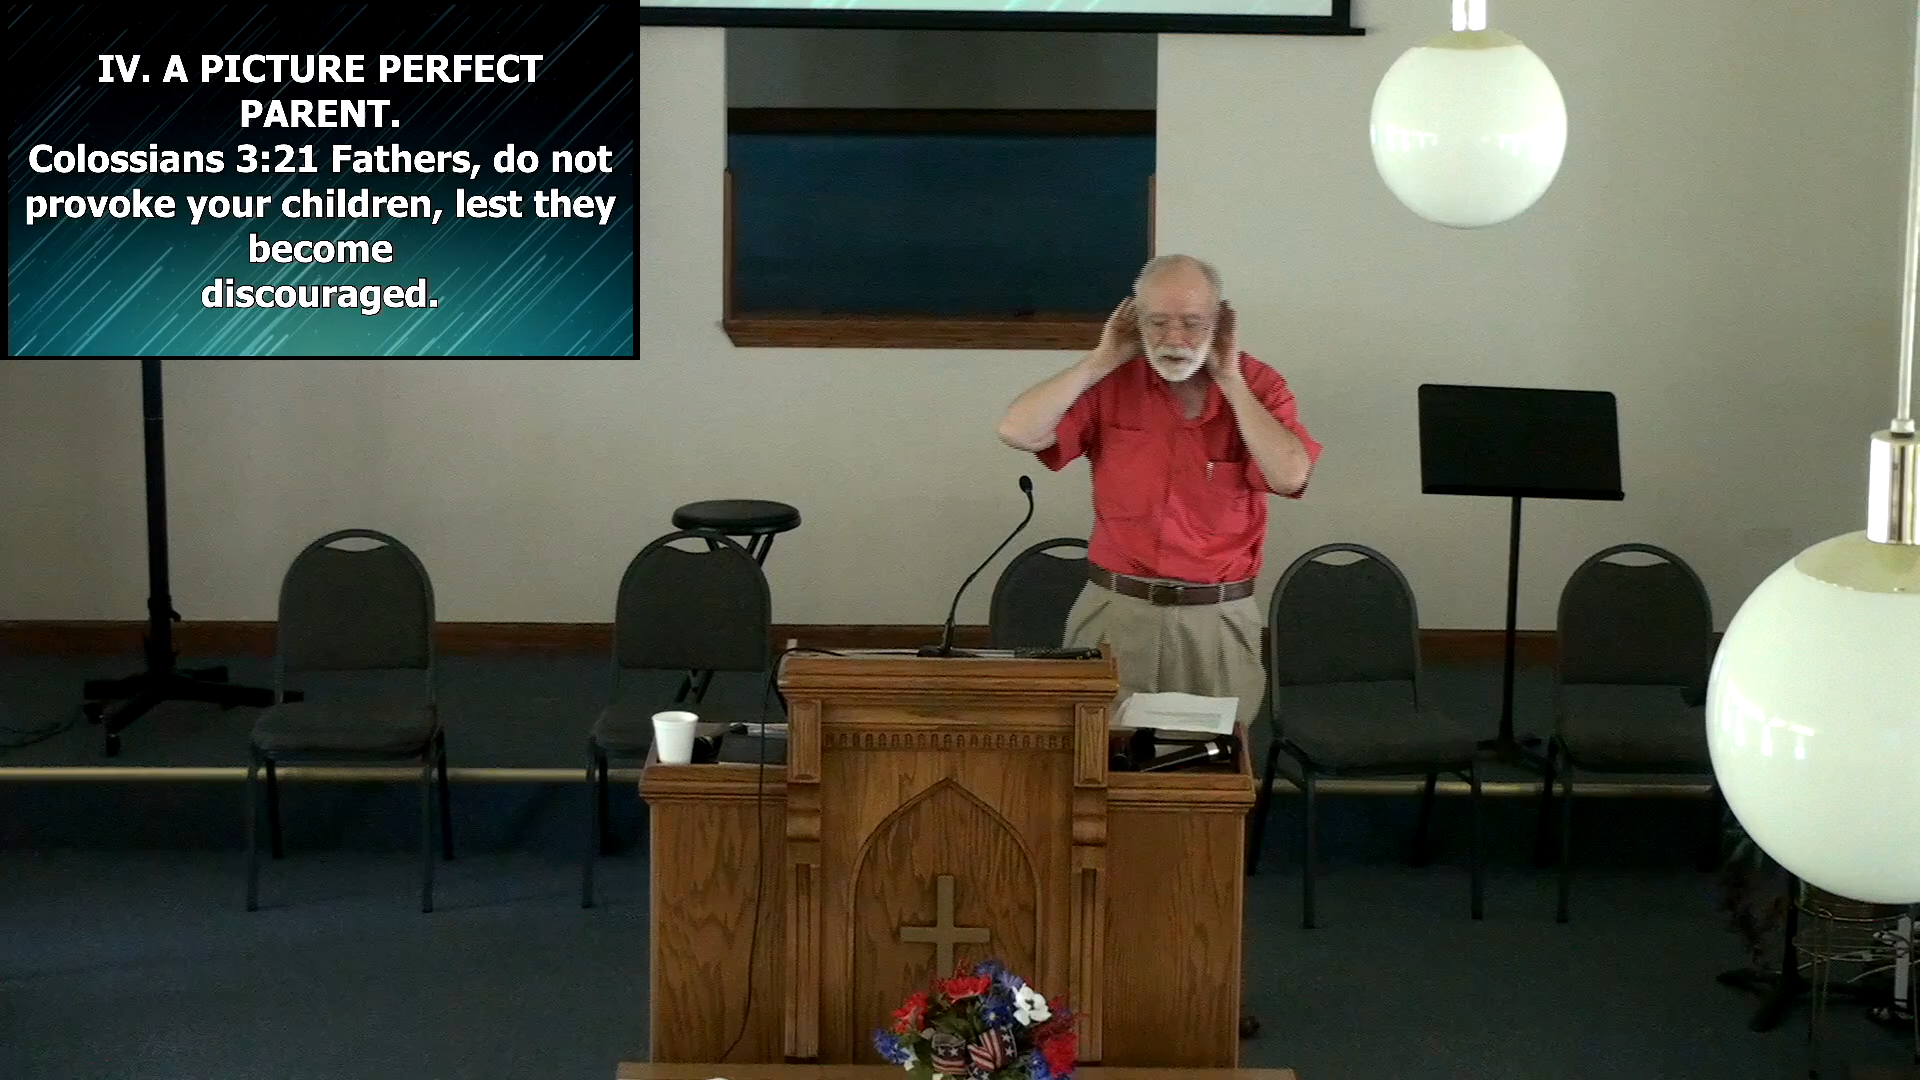 IV. A PICTURE PERFECT
PARENT.
Colossians 3:21 Fathers, do not
provoke your children, lest they
become
discouraged.